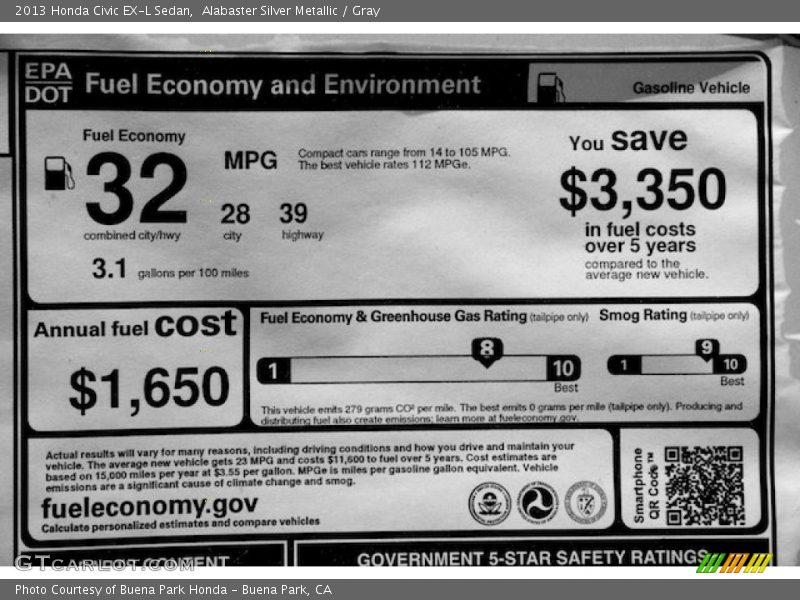 2013 Honda Civic EX-L Sedan,  Alabaster Silver Metallic / Gray
EPA
DOT
Fuel Economy and Environment
Gasoline Vehicle
Fuel Economy
32
MPG
combined city/hwy
28
city
39
highway
3.1 gallons per 100 miles
Compact cars range from 14 to 105 MPG.
The best vehicle rates 112 MPGe.
You save
$3,350
in fuel costs
over 5 years
compared to the
average new vehicle.
Annual fuel cost
$1,650
Fuel Economy & Greenhouse Gas Rating (tailpipe only)
1
8
10
Best
Smog Rating (tailpipe only)
1
9
10
Best
This vehicle emits 279 grams CO² per mile. The best emits 0 grams per mile (tailpipe only). Producing and
distributing fuel also create emissions; learn more at fueleconomy.gov.
Actual results will vary for many reasons, including driving conditions and how you drive and maintain your
vehicle. The average new vehicle gets 23 MPG and costs $11,600 to fuel over 5 years. Cost estimates are
based on 15,000 miles per year at $3.55 per gallon. MPGe is miles per gasoline gallon equivalent. Vehicle
emissions are a significant cause of climate change and smog.
fueleconomy.gov
Calculate personalized estimates and compare vehicles
Smartphone
QR Code™
GTCARLOT.COM
GOVERNMENT 5-STAR SAFETY RATINGS
Photo Courtesy of Buena Park Honda - Buena Park, CA